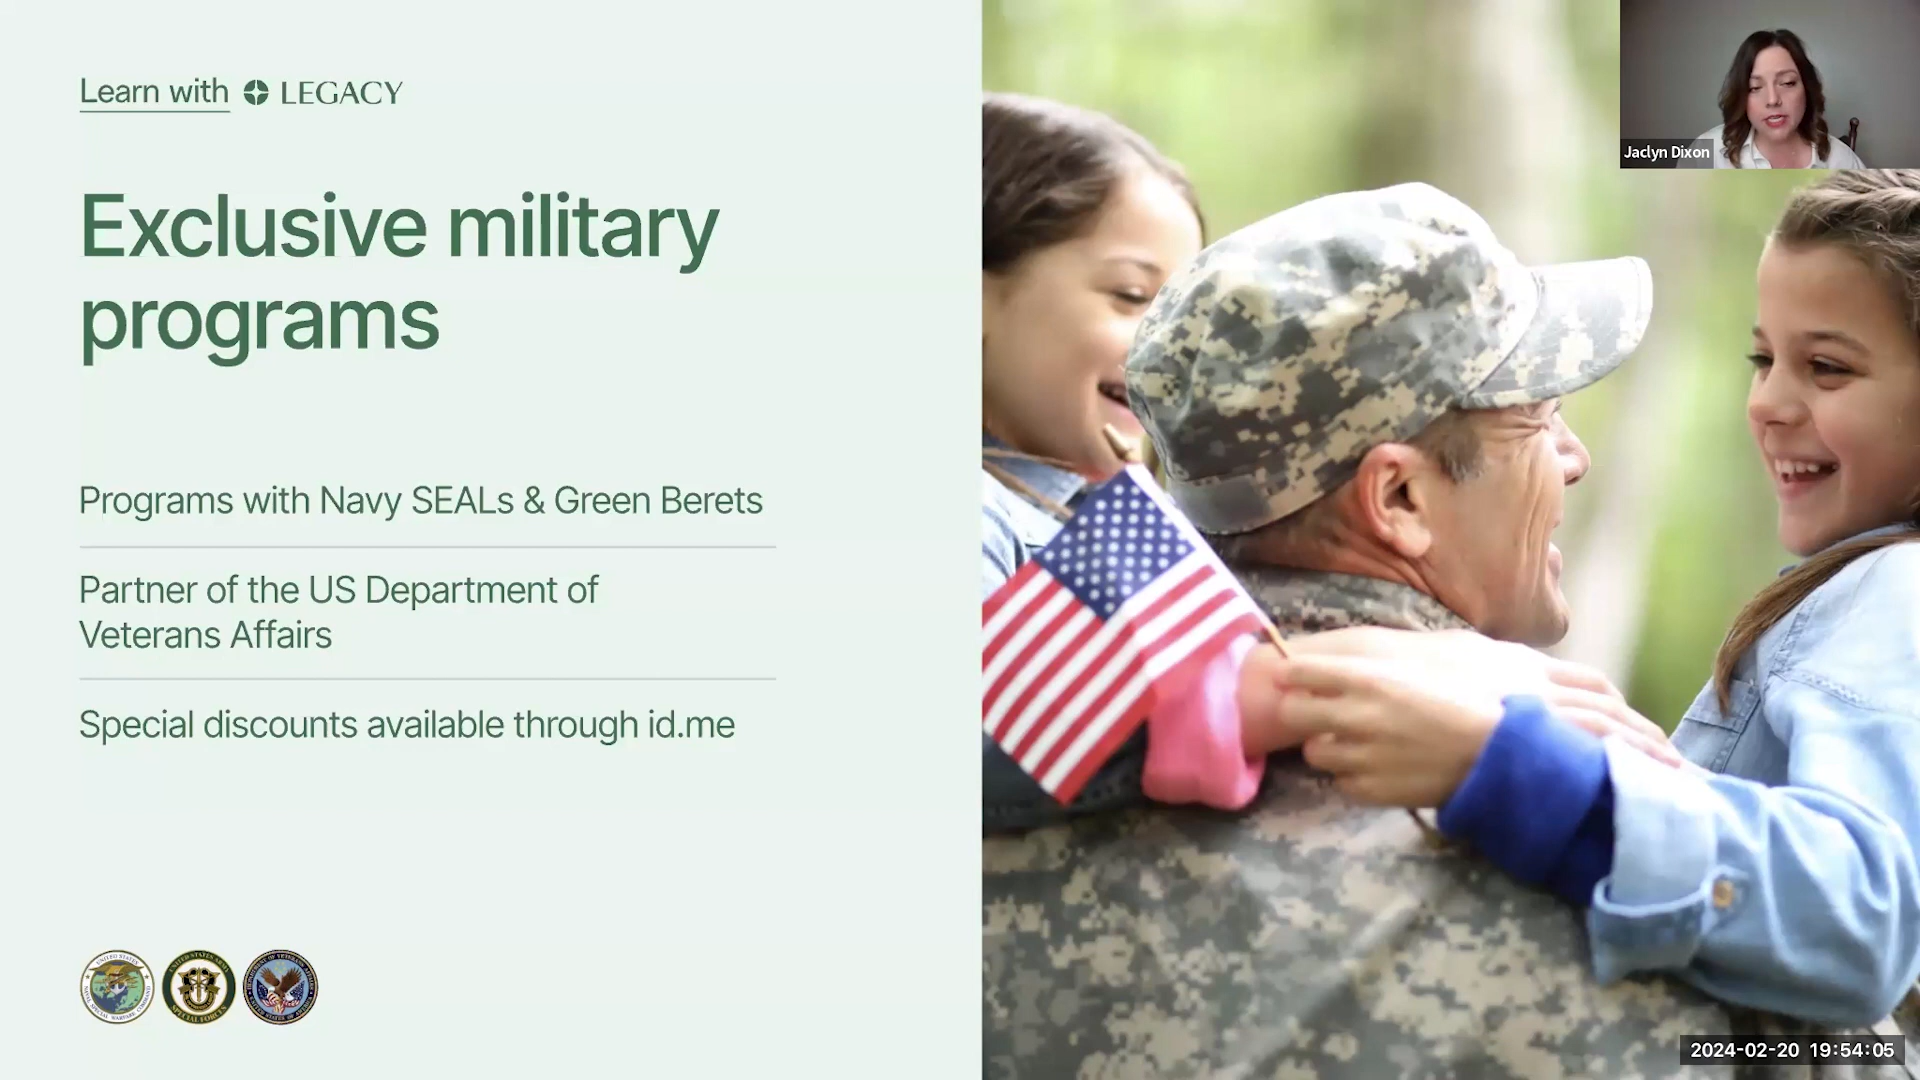 Learn with LEGACY
Jaclyn Dixon
Exclusive military
programs
Programs with Navy SEALs & Green Berets
Partner of the US Department of
Veterans Affairs
Special discounts available through id.me
2024-02-20 19:54:05